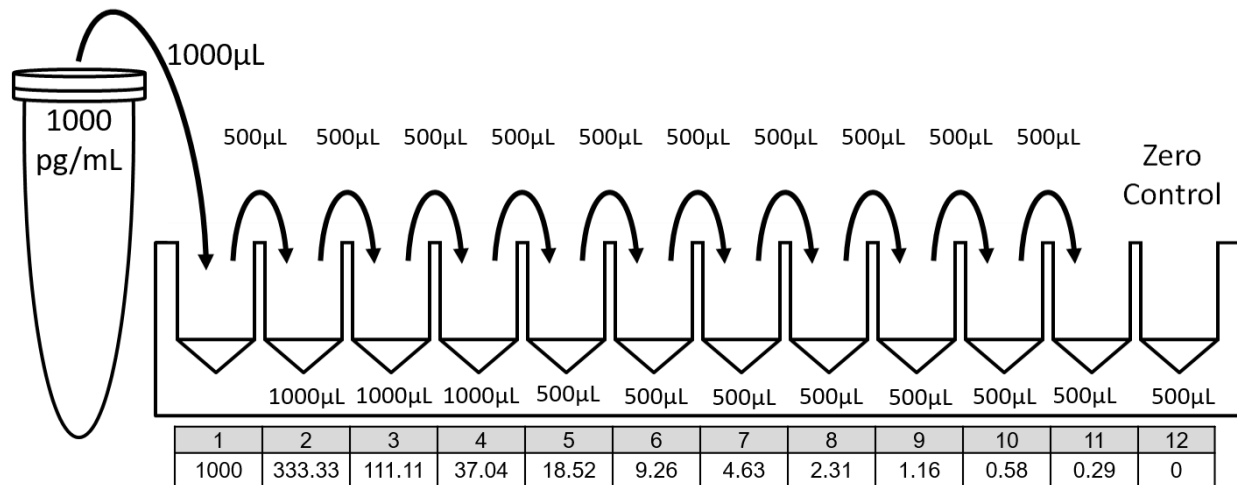 1000µL
1000
pg/mL
500µL 500µL 500µL 500µL 500µL 500µL 500µL 500µL 500µL 500µL
Zero
Control
1000µL 1000µL 1000µL 500µL 500µL 500µL 500µL 500µL 500µL 500µL 500µL
1 2 3 4 5 6 7 8 9 10 11 12
1000 333.33 111.11 37.04 18.52 9.26 4.63 2.31 1.16 0.58 0.29 0